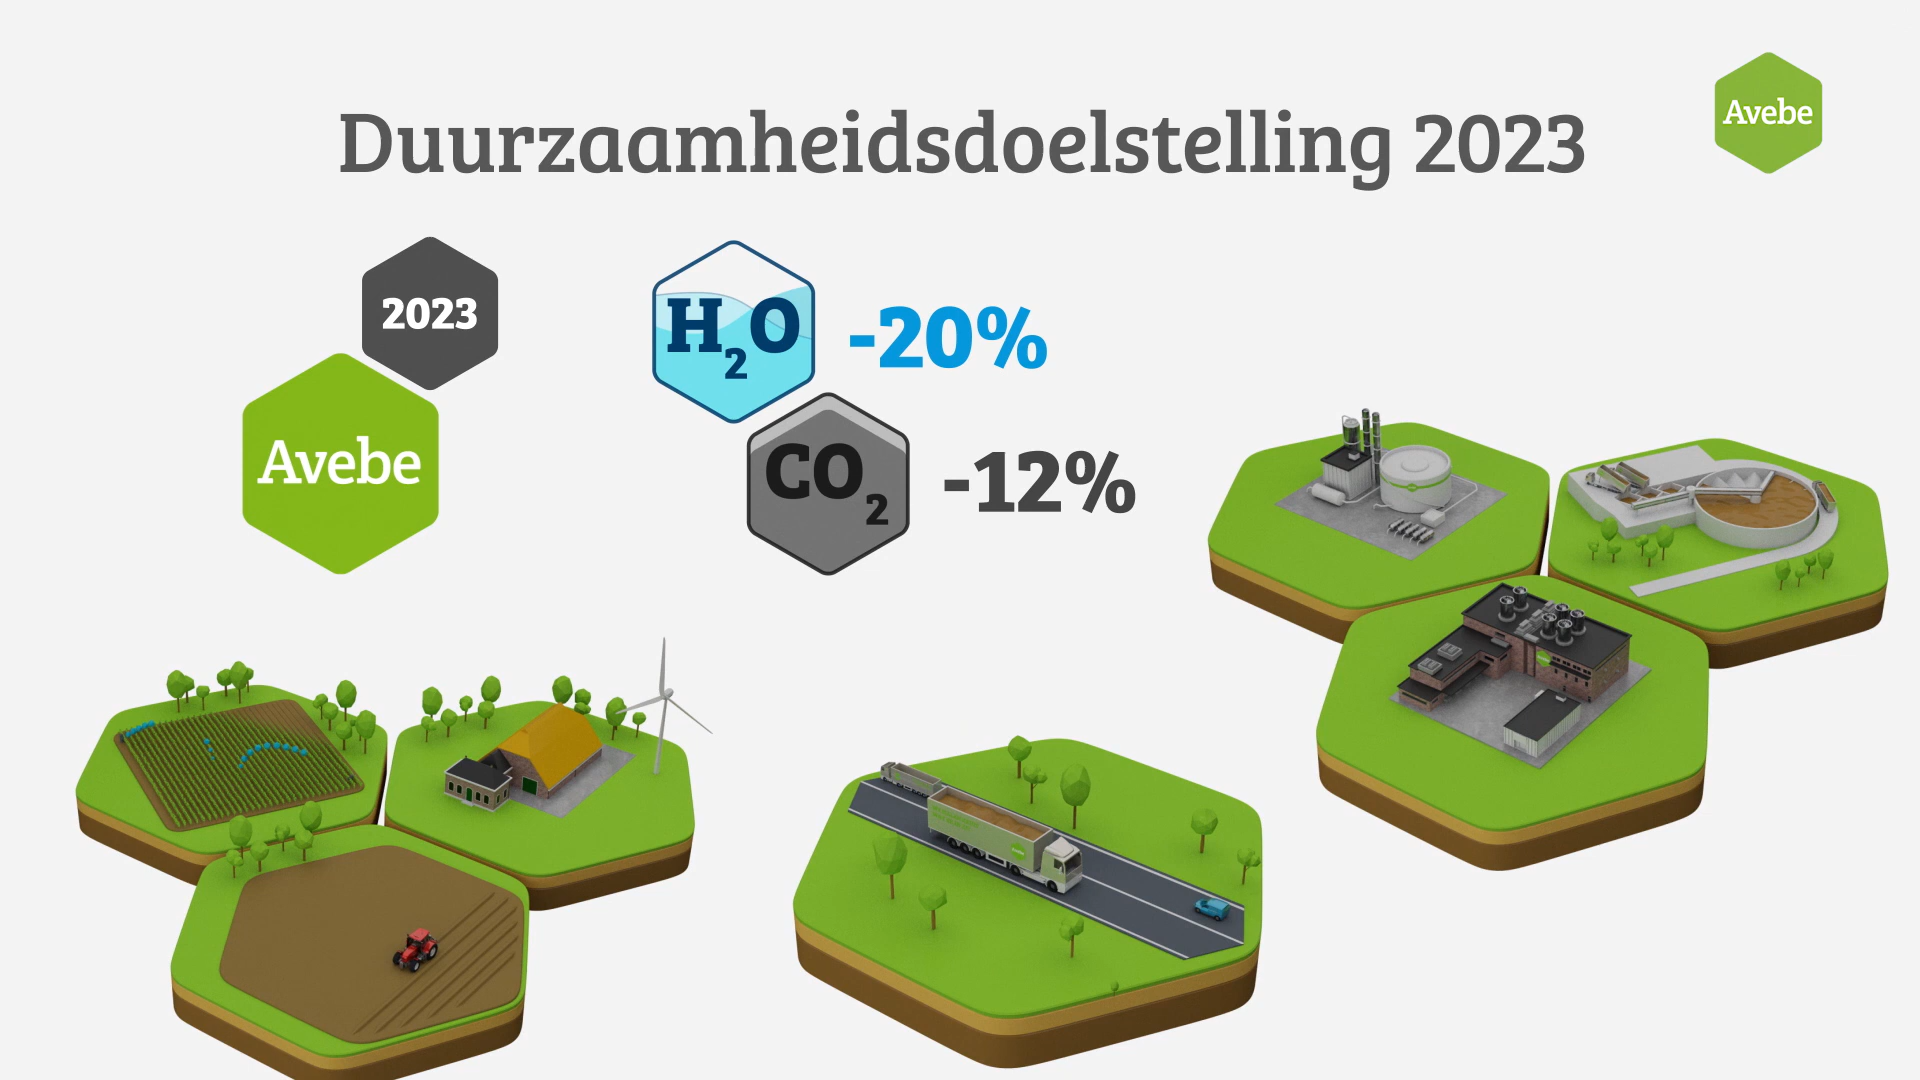 Duurzaamheidsdoelstelling 2023
Avebe
2023
Avebe
H2O
-20%
CO2
-12%